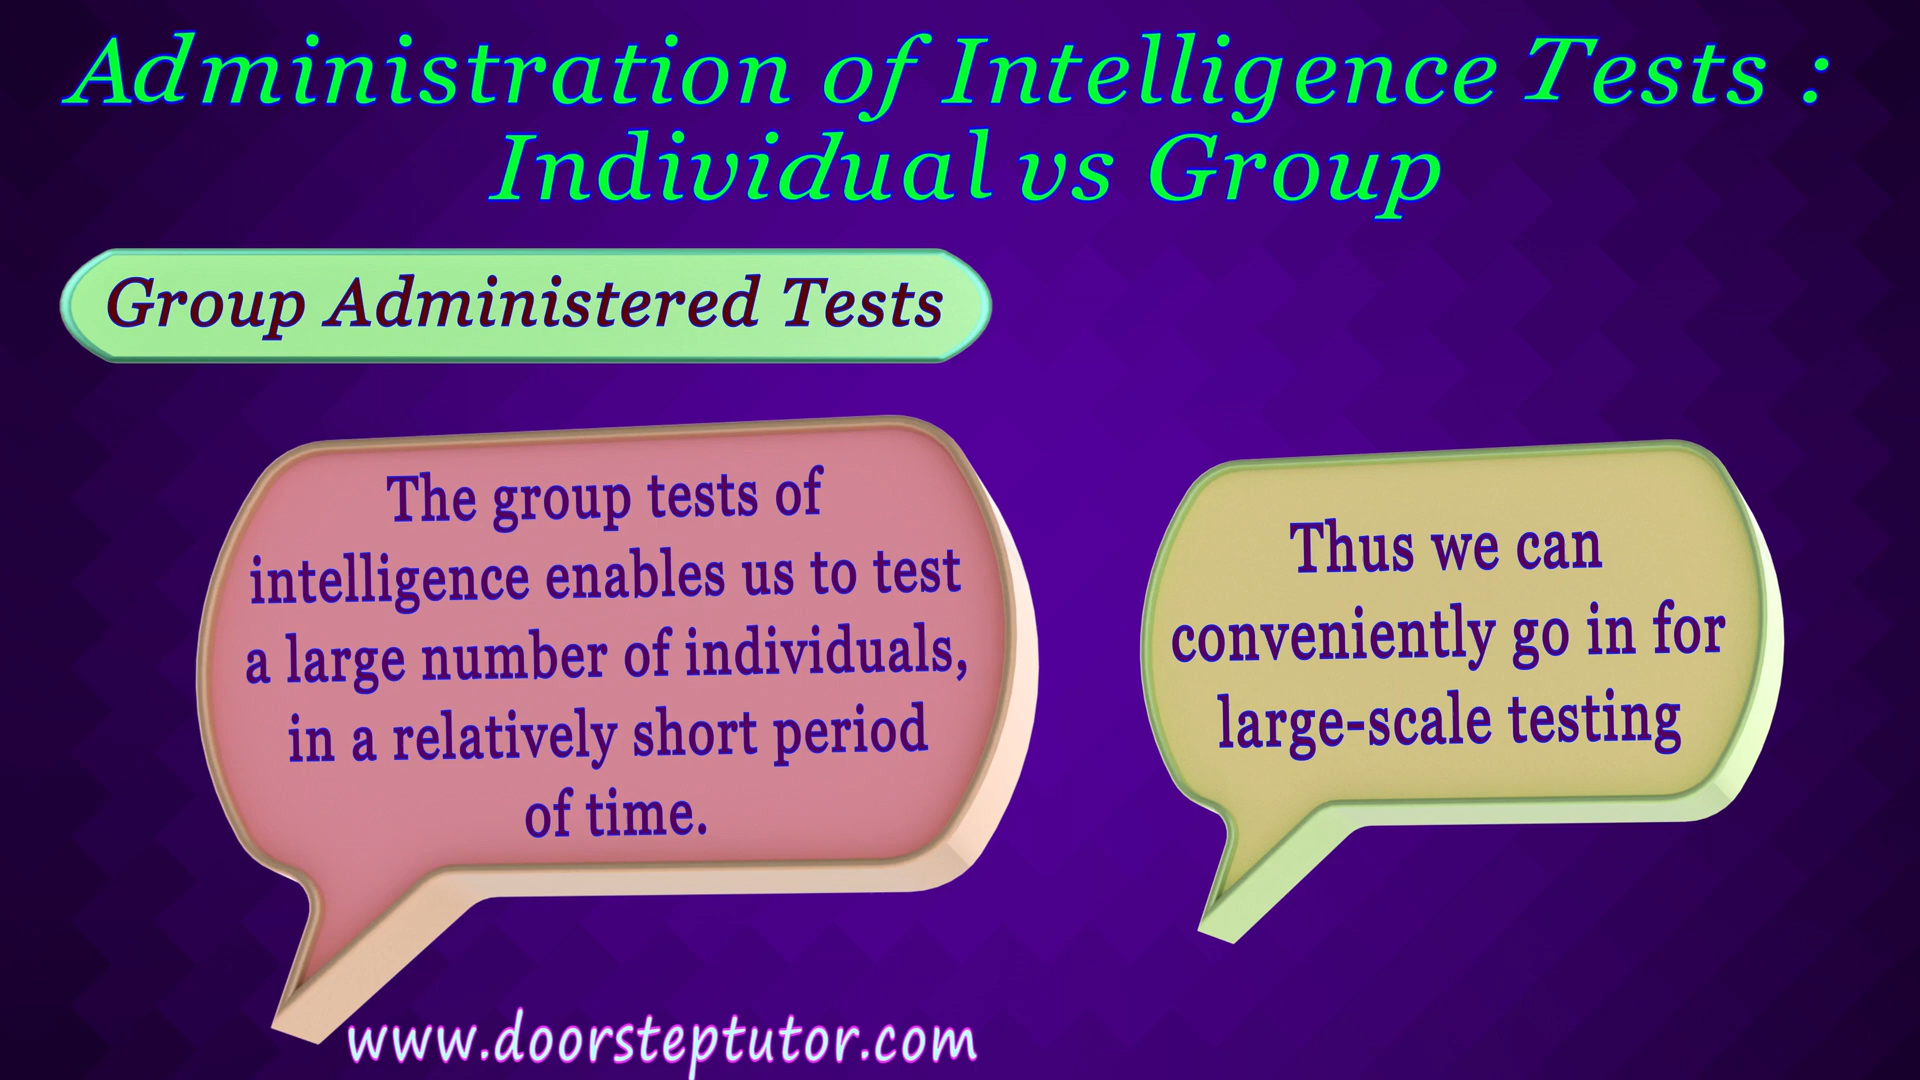 Administration of Intelligence Tests :
Individual vs Group
Group Administered Tests
The group tests of
intelligence enables us to test
a large number of individuals,
in a relatively short period
of time.
Thus we can
conveniently go in for
large-scale testing
www.doorsteptutor.com